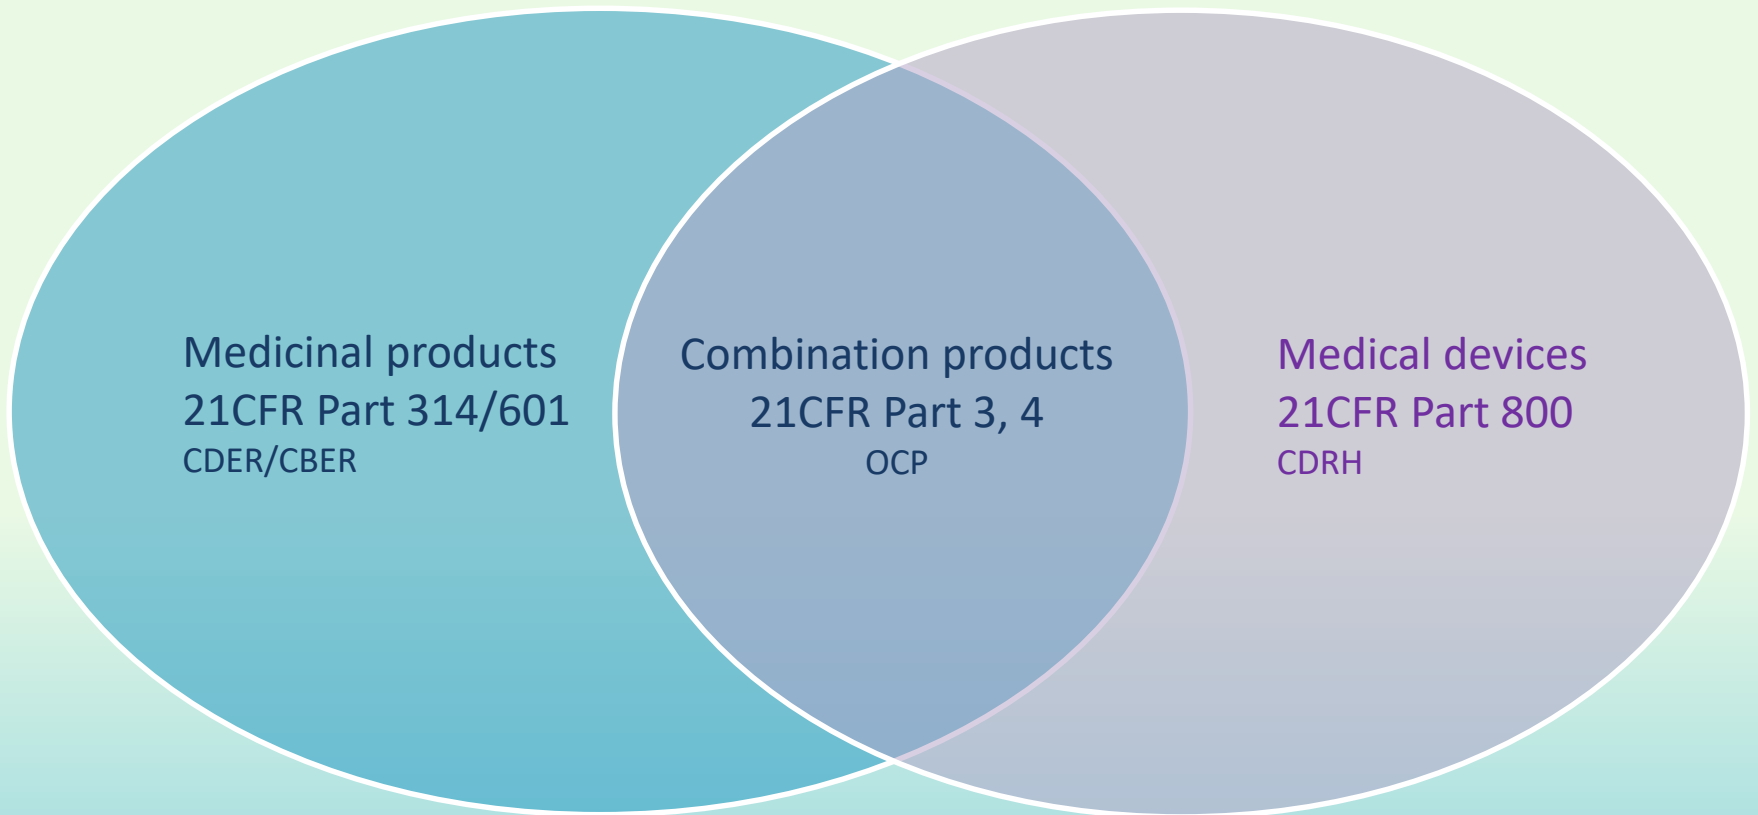 Medicinal products
21CFR Part 314/601
CDER/CBER
Combination products
21CFR Part 3, 4
OCP
Medical devices
21CFR Part 800
CDRH